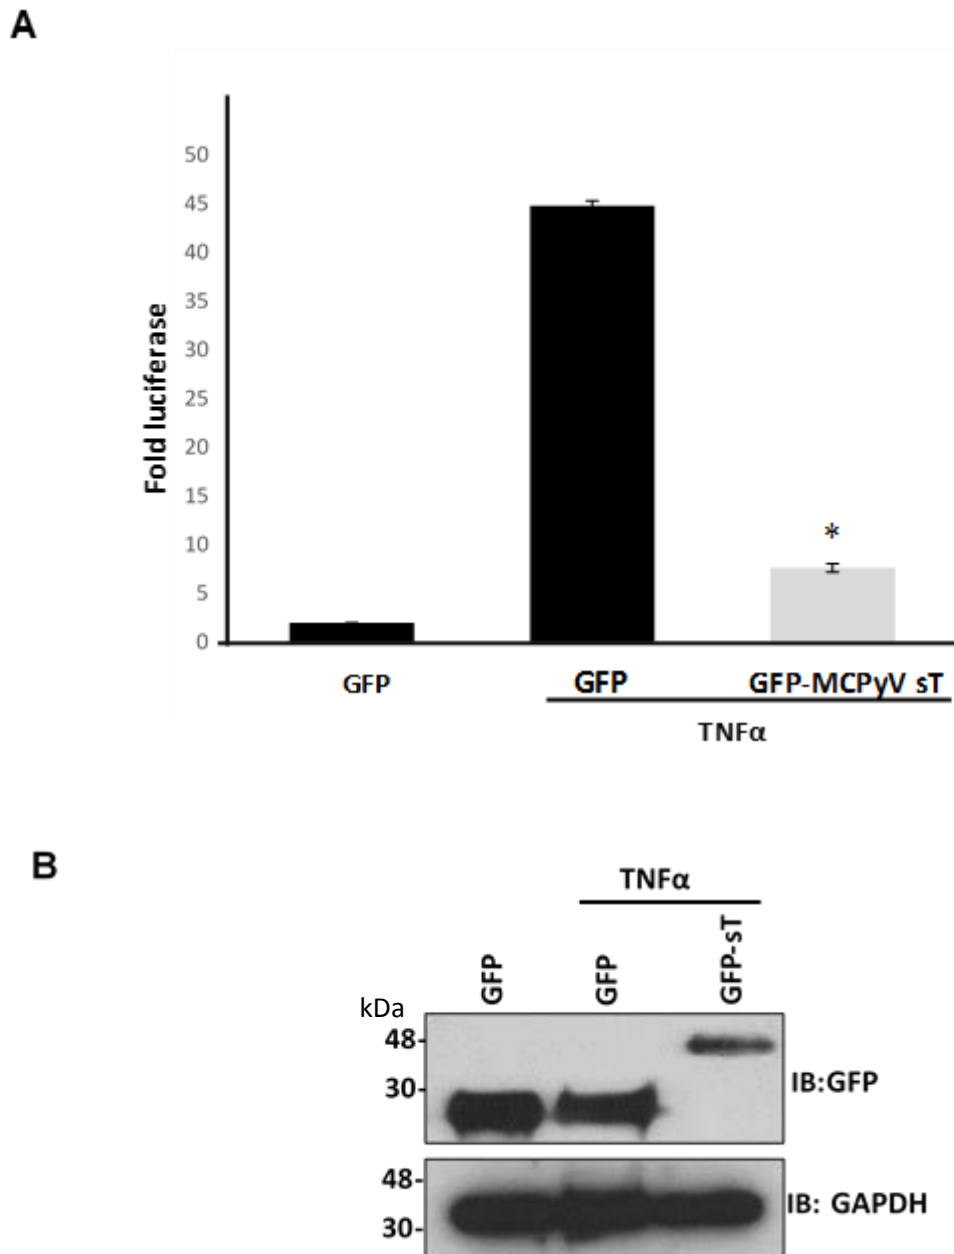 A
Fold luciferase
50
45
40
35
30
25
20
15
10
5
0
*
GFP
GFP
GFP-MCPyV sT
TNFα
B
TNFα
GFP
GFP
GFP-sT
kDa
48-
30-
IB:GFP
48-
30-
IB: GAPDH